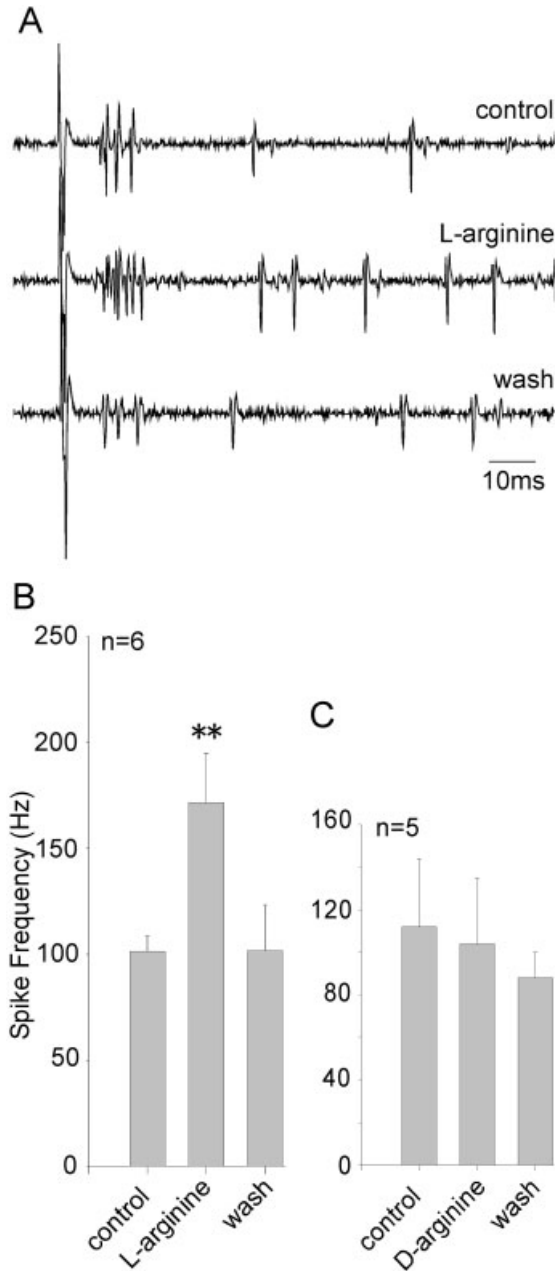 A
control
L-arginine
wash
10ms
B
250
n=6
200
**
150
100
50
0
Spike Frequency (Hz)
control
L-arginine
wash
C
160
n=5
120
80
40
0
control
D-arginine
wash